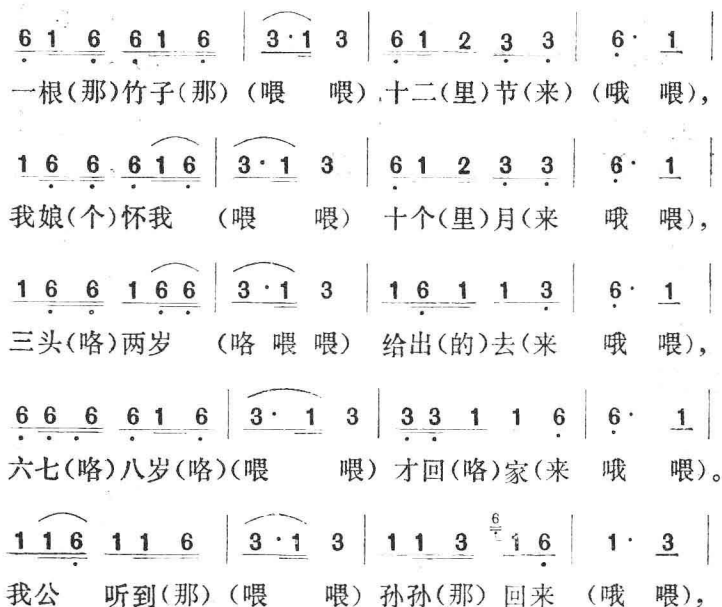 6 1 6 6 1 6 | 3·1 3 | 6 1 2 3 3 | 6· 1 |
一根(那)竹子(那) (喂 喂) 十二(里)节(来) (哦 喂),
1 6 6 6 1 6 | 3·1 3 | 6 1 2 3 3 | 6· 1 |
我娘(个)怀我 (喂 喂) 十个(里)月(来 哦 喂),
1 6 6 1 6 6 | 3·1 3 | 1 6 1 1 3 | 6· 1 |
三头(咯)两岁 (咯 喂 喂) 给出(的)去(来 哦 喂),
6 6 6 6 1 6 | 3· 1 3 | 3 3 1 1 6 | 6· 1 |
六七(咯)八岁(咯)(喂 喂) 才回(咯)家(来 哦 喂)。
1 1 6 1 1 6 | 3·1 3 | 1 1 3 6 1 6 | 1· 3 |
我公 听到(那) (喂 喂) 孙孙(那) 回来 (哦 喂),